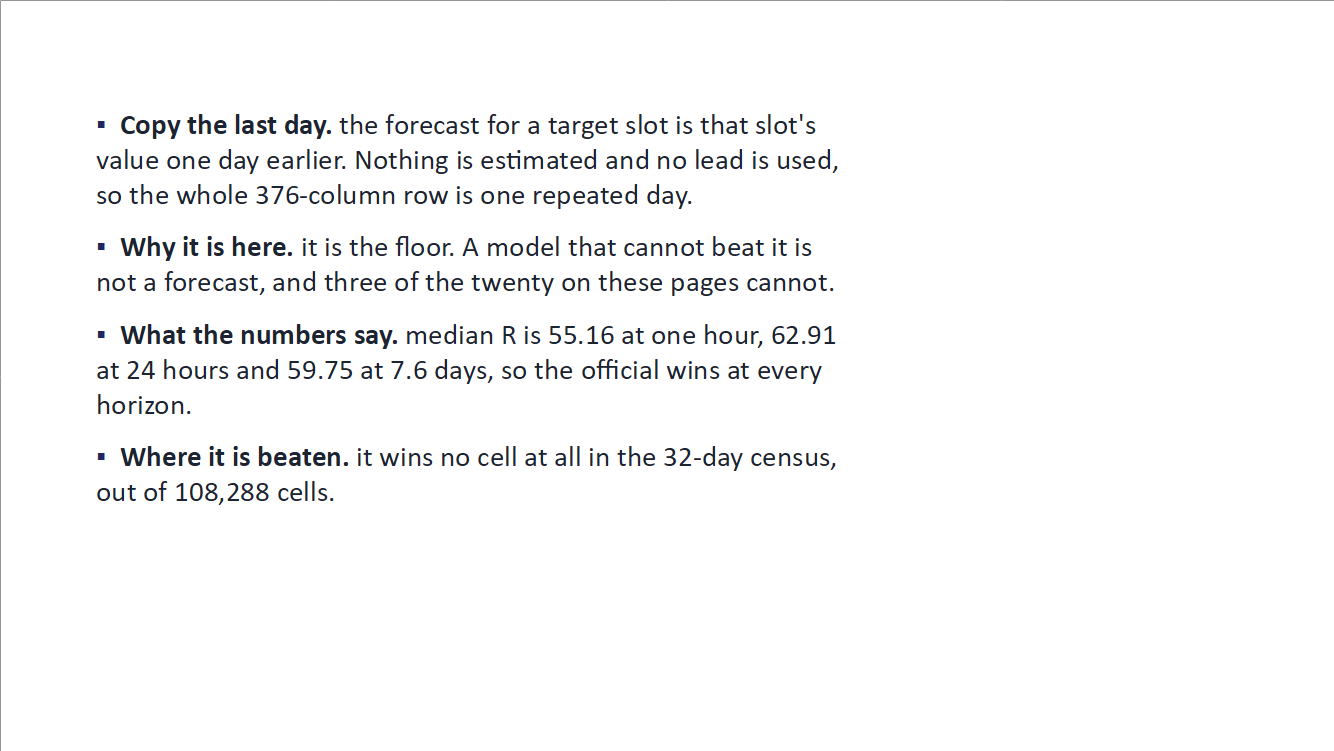 ▪ Copy the last day. the forecast for a target slot is that slot's
value one day earlier. Nothing is estimated and no lead is used,
so the whole 376-column row is one repeated day.
▪ Why it is here. it is the floor. A model that cannot beat it is
not a forecast, and three of the twenty on these pages cannot.
▪ What the numbers say. median R is 55.16 at one hour, 62.91
at 24 hours and 59.75 at 7.6 days, so the official wins at every
horizon.
▪ Where it is beaten. it wins no cell at all in the 32-day census,
out of 108,288 cells.